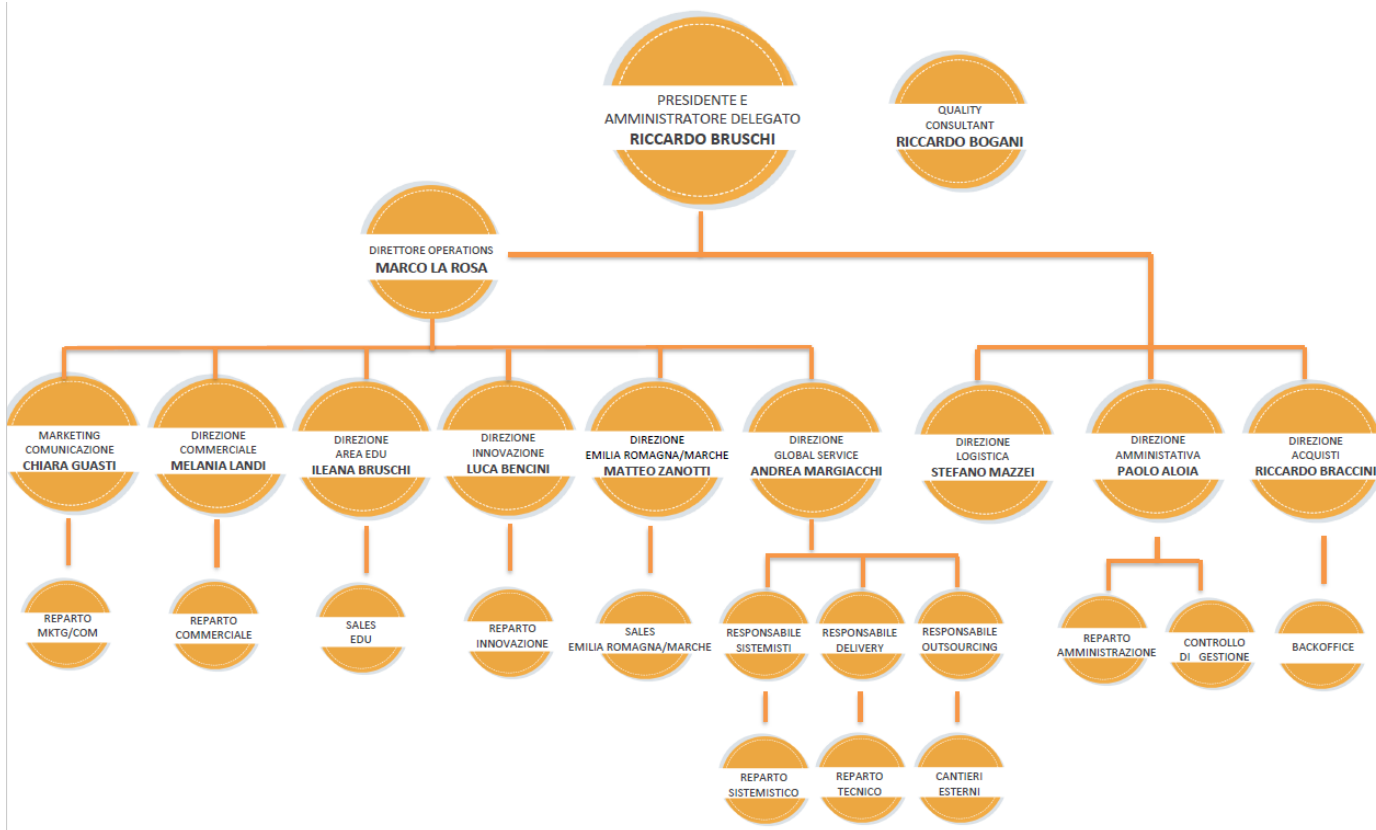 PRESIDENTE E
AMMINISTRATORE DELEGATO
RICCARDO BRUSCHI
QUALITY
CONSULTANT
RICCARDO BOGANI
DIRETTORE OPERATIONS
MARCO LA ROSA
MARKETING
COMUNICAZIONE
CHIARA GUASTI
DIREZIONE
COMMERCIALE
MELANIA LANDI
DIREZIONE
AREA EDU
ILEANA BRUSCHI
DIREZIONE
INNOVAZIONE
LUCA BENCINI
DIREZIONE
EMILIA ROMAGNA/MARCHE
MATTEO ZANOTTI
DIREZIONE
GLOBAL SERVICE
ANDREA MARGIACCHI
DIREZIONE
LOGISTICA
STEFANO MAZZEI
DIREZIONE
AMMINISTATIVA
PAOLO ALOIA
DIREZIONE
ACQUISTI
RICCARDO BRACCINI
REPARTO
MKTG/COM
REPARTO
COMMERCIALE
SALES
EDU
REPARTO
INNOVAZIONE
SALES
EMILIA ROMAGNA/MARCHE
RESPONSABILE
SISTEMISTI
RESPONSABILE
DELIVERY
RESPONSABILE
OUTSOURCING
REPARTO
AMMINISTRAZIONE
CONTROLLO
DI GESTIONE
BACKOFFICE
REPARTO
SISTEMISTICO
REPARTO
TECNICO
CANTIERI
ESTERNI